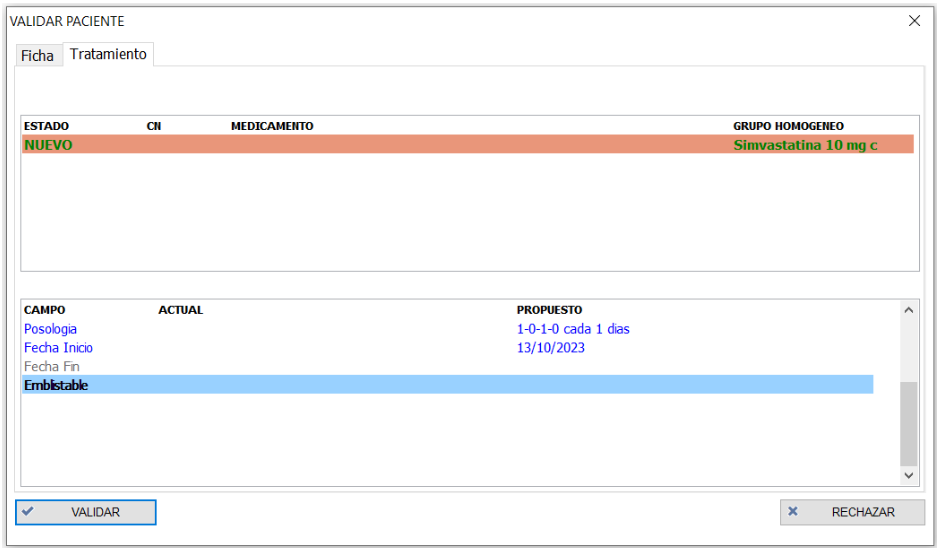 VALIDAR PACIENTE
Ficha Tratamiento
ESTADO CN MEDICAMENTO GRUPO HOMOGENEO
NUEVO Simvastatina 10 mg c
CAMPO ACTUAL PROPUESTO
Posologia 1-0-1-0 cada 1 dias
Fecha Inicio 13/10/2023
Fecha Fin
Emblistable
VALIDAR RECHAZAR